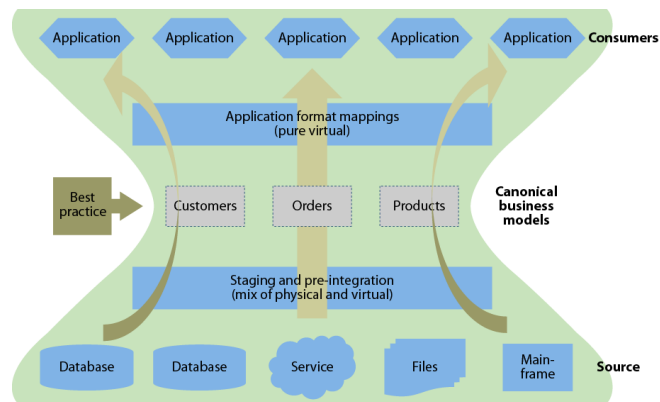 Application Application Application Application Application Consumers
Application format mappings
(pure virtual)
Best
practice
Customers Orders Products
Canonical
business
models
Staging and pre-integration
(mix of physical and virtual)
Database Database Service Files
Main-
frame
Source